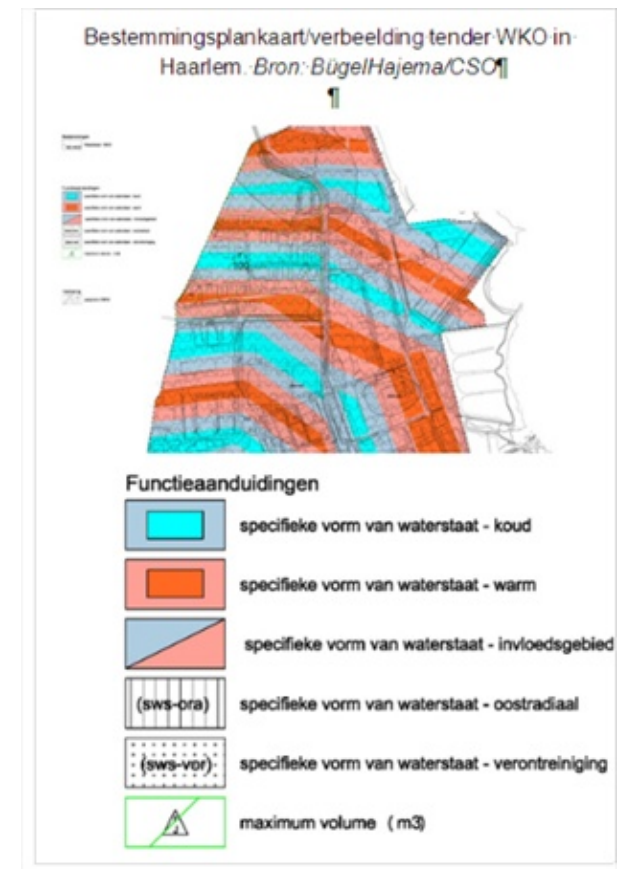 Bestemmingsplankaart/verbeelding tender·WKO·in·
Haarlem.·Bron:·BügelHajema/CSO¶
¶
Functieaanduidingen
specifieke vorm van waterstaat - koud
specifieke vorm van waterstaat - warm
specifieke vorm van waterstaat - invloedsgebied
(sws-ora)
specifieke vorm van waterstaat - oostradiaal
(sws-vor)
specifieke vorm van waterstaat - verontreiniging
maximum volume ( m3)